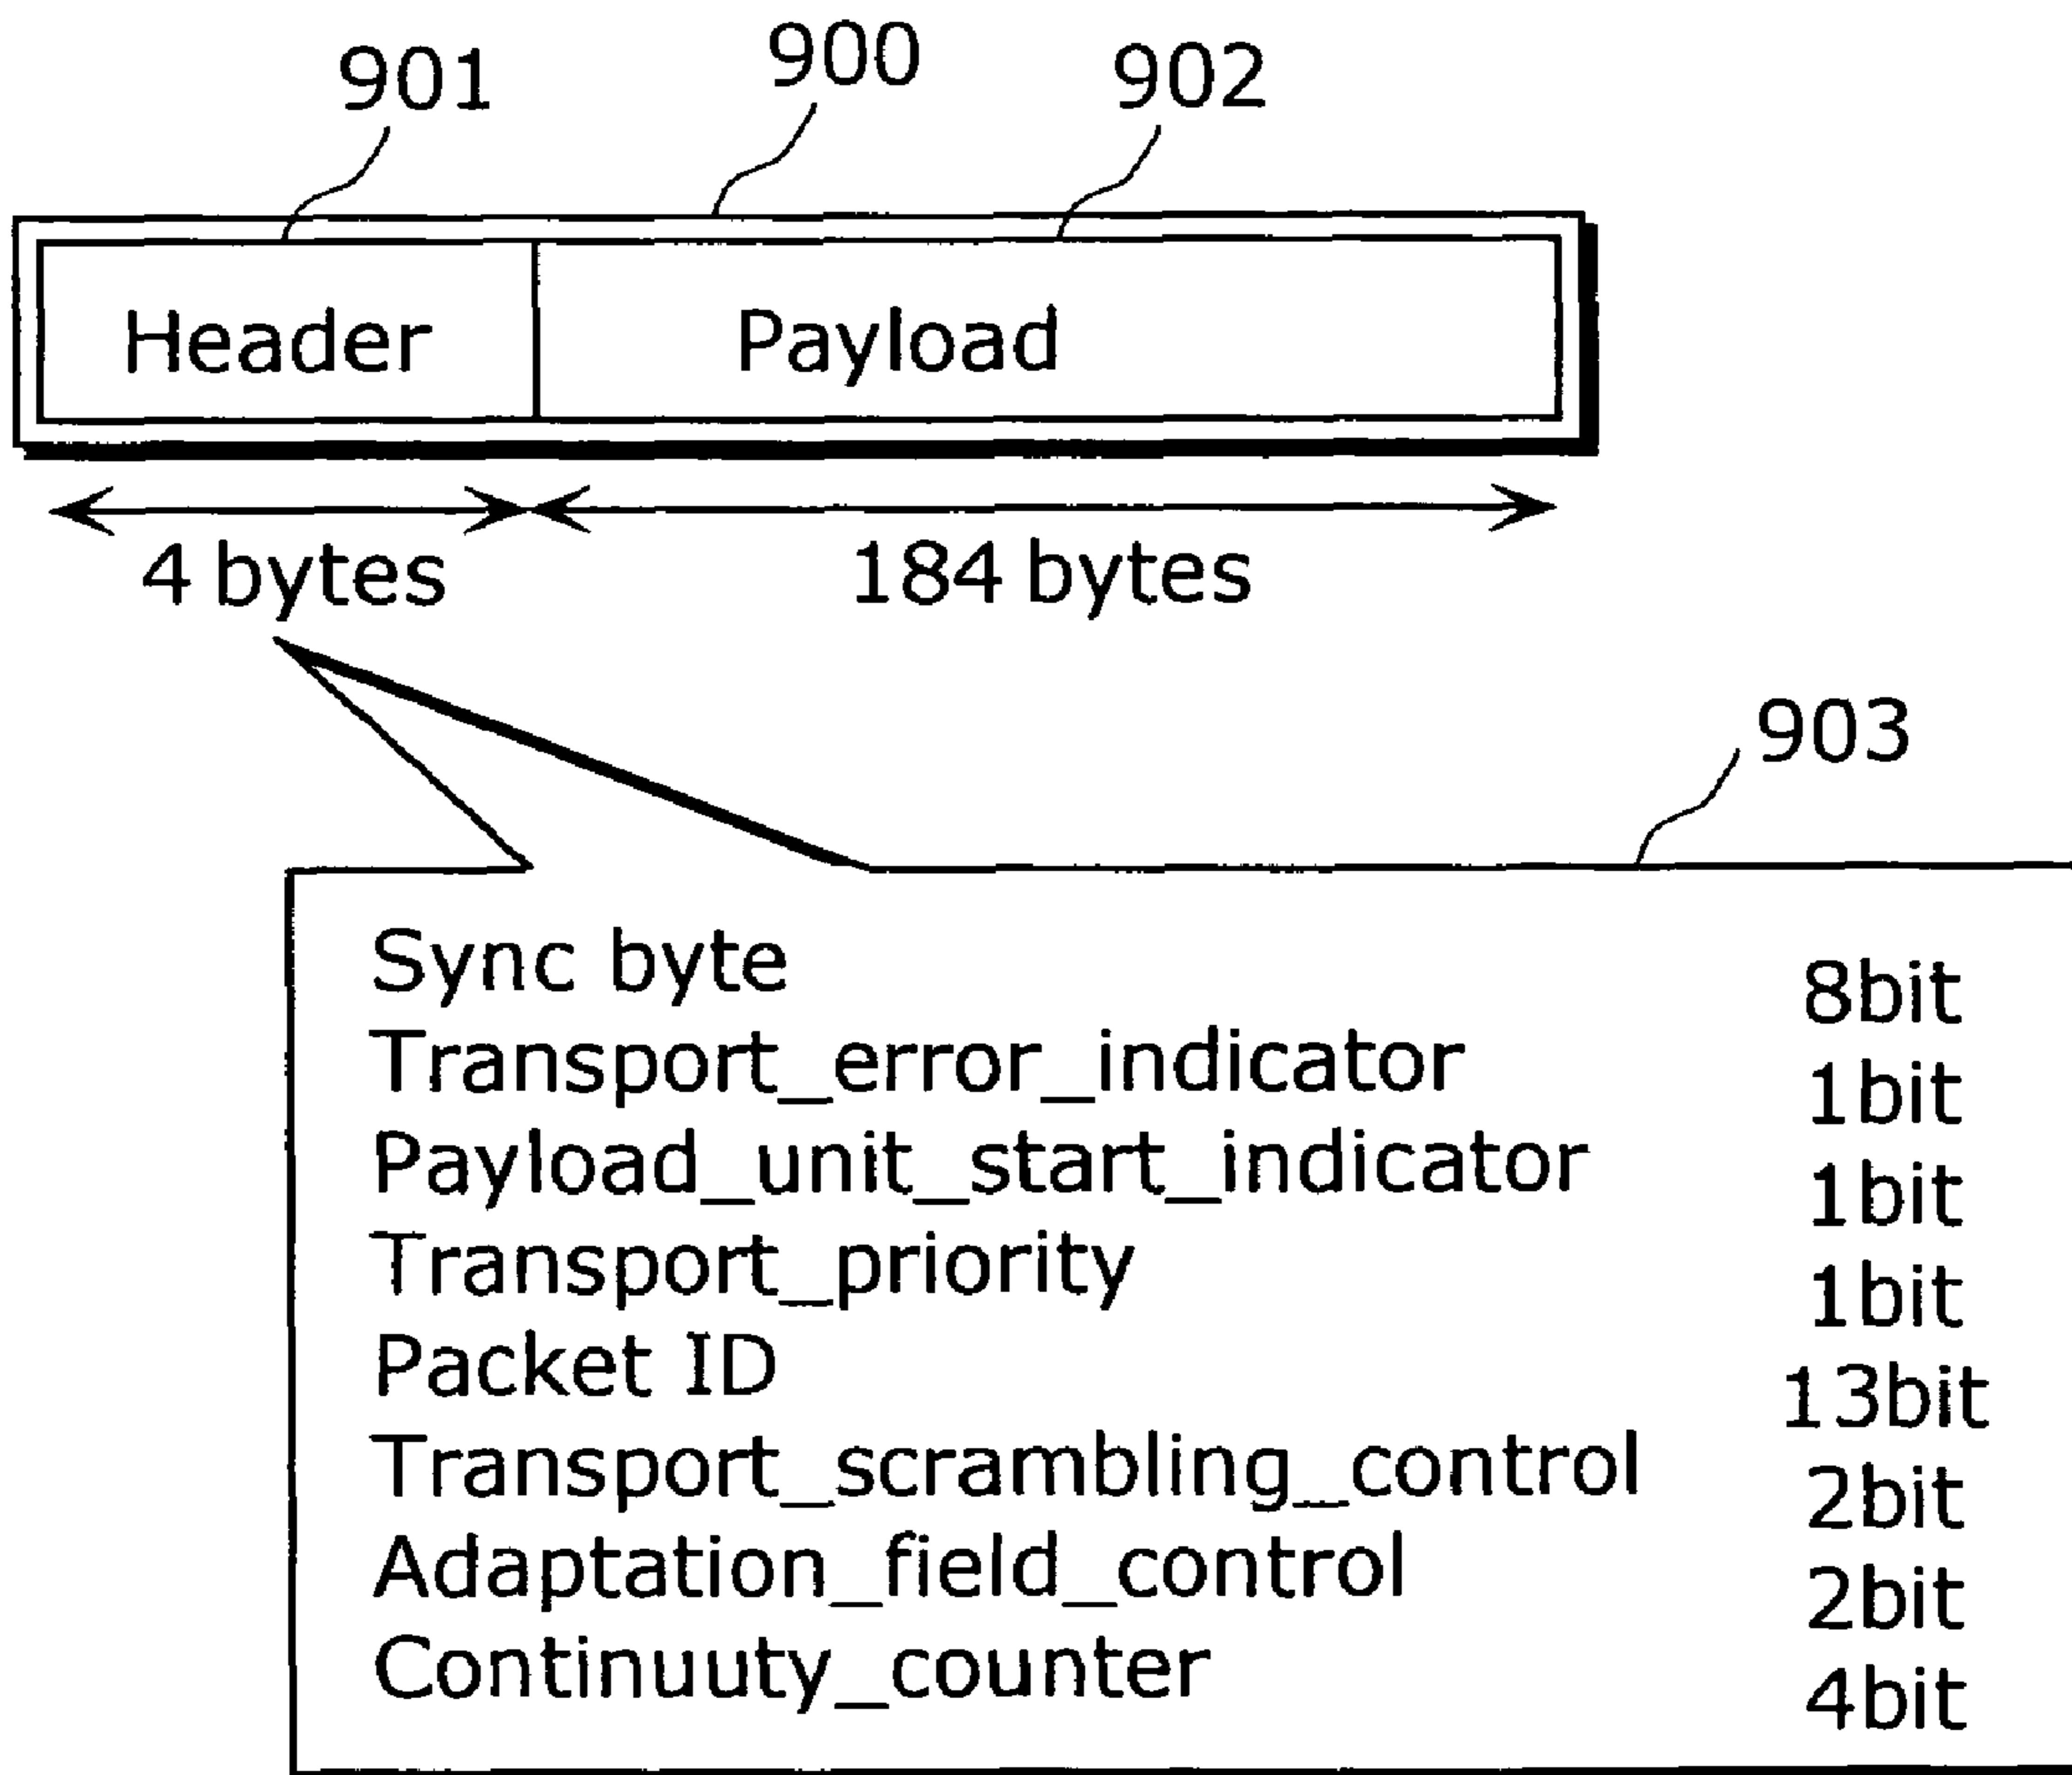 901 900 902
Header Payload
4 bytes 184 bytes
903
Sync byte 8bit
Transport_error_indicator 1bit
Payload_unit_start_indicator 1bit
Transport_priority 1bit
Packet ID 13bit
Transport_scrambling_control 2bit
Adaptation_field_control 2bit
Continuuty_counter 4bit